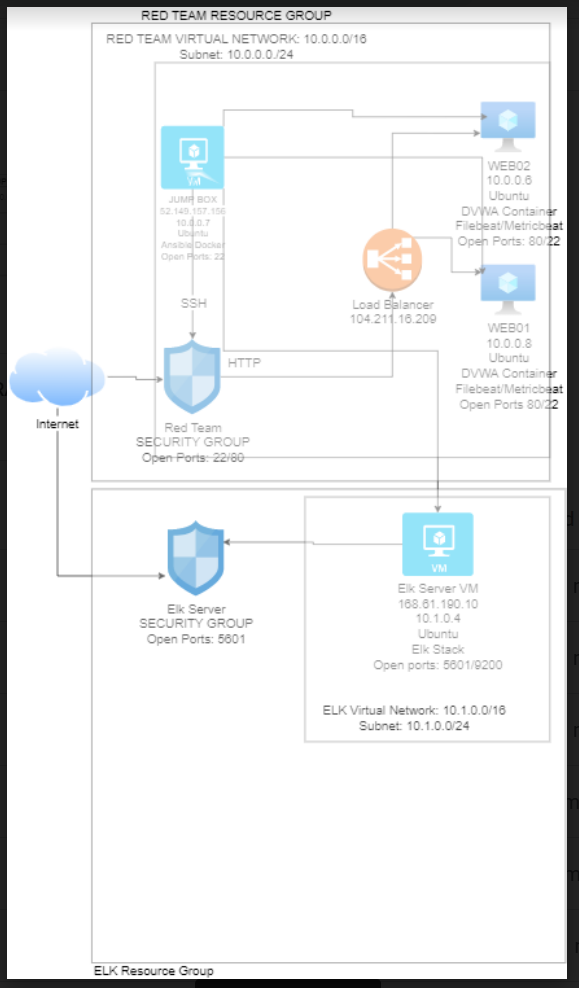 RED TEAM RESOURCE GROUP
RED TEAM VIRTUAL NETWORK: 10.0.0.0/16
Subnet: 10.0.0.0./24
VM
JUMP BOX
52.149.157.156
10.0.0.7
Ubuntu
Ansible Docker
Open Ports: 22
WEB02
10.0.0.6
Ubuntu
DVWA Container
Filebeat/Metricbeat
Open Ports: 80/22
Load Balancer
104.211.16.209
WEB01
10.0.0.8
Ubuntu
DVWA Container
Filebeat/Metricbeat
Open Ports 80/22
SSH
HTTP
Internet
Red Team
SECURITY GROUP
Open Ports: 22/80
Elk Server
SECURITY GROUP
Open Ports: 5601
VM
Elk Server VM
168.61.190.10
10.1.0.4
Ubuntu
Elk Stack
Open ports: 5601/9200
ELK Virtual Network: 10.1.0.0/16
Subnet: 10.1.0.0/24
ELK Resource Group